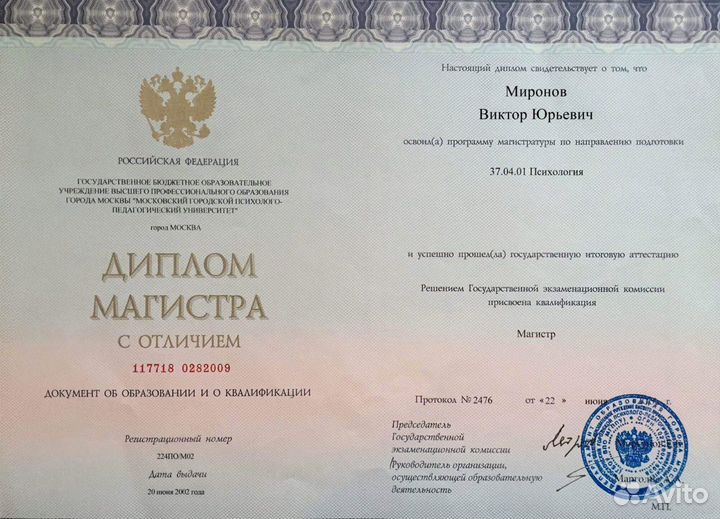 РОССИЙСКАЯ ФЕДЕРАЦИЯ
ГОСУДАРСТВЕННОЕ БЮДЖЕТНОЕ ОБРАЗОВАТЕЛЬНОЕ
УЧРЕЖДЕНИЕ ВЫСШЕГО ПРОФЕССИОНАЛЬНОГО ОБРАЗОВАНИЯ
ГОРОДА МОСКВЫ "МОСКОВСКИЙ ГОРОДСКОЙ ПСИХОЛОГО-
ПЕДАГОГИЧЕСКИЙ УНИВЕРСИТЕТ"
город МОСКВА
ДИПЛОМ
МАГИСТРА
С ОТЛИЧИЕМ
117718 0282009
ДОКУМЕНТ ОБ ОБРАЗОВАНИИ И О КВАЛИФИКАЦИИ
Регистрационный номер
224ПО/М02
Дата выдачи
20 июня 2002 года
Настоящий диплом свидетельствует о том, что
Миронов
Виктор Юрьевич
освоил(а) программу магистратуры по направлению подготовки
37.04.01 Психология
и успешно прошел(ла) государственную итоговую аттестацию
Решением Государственной экзаменационной комиссии
присвоена квалификация
Магистр
Протокол № 2476 от «22» июня г.
Председатель
Государственной
экзаменационной комиссии
Руководитель организации,
осуществляющей образовательную
деятельность
М.П.
Avito